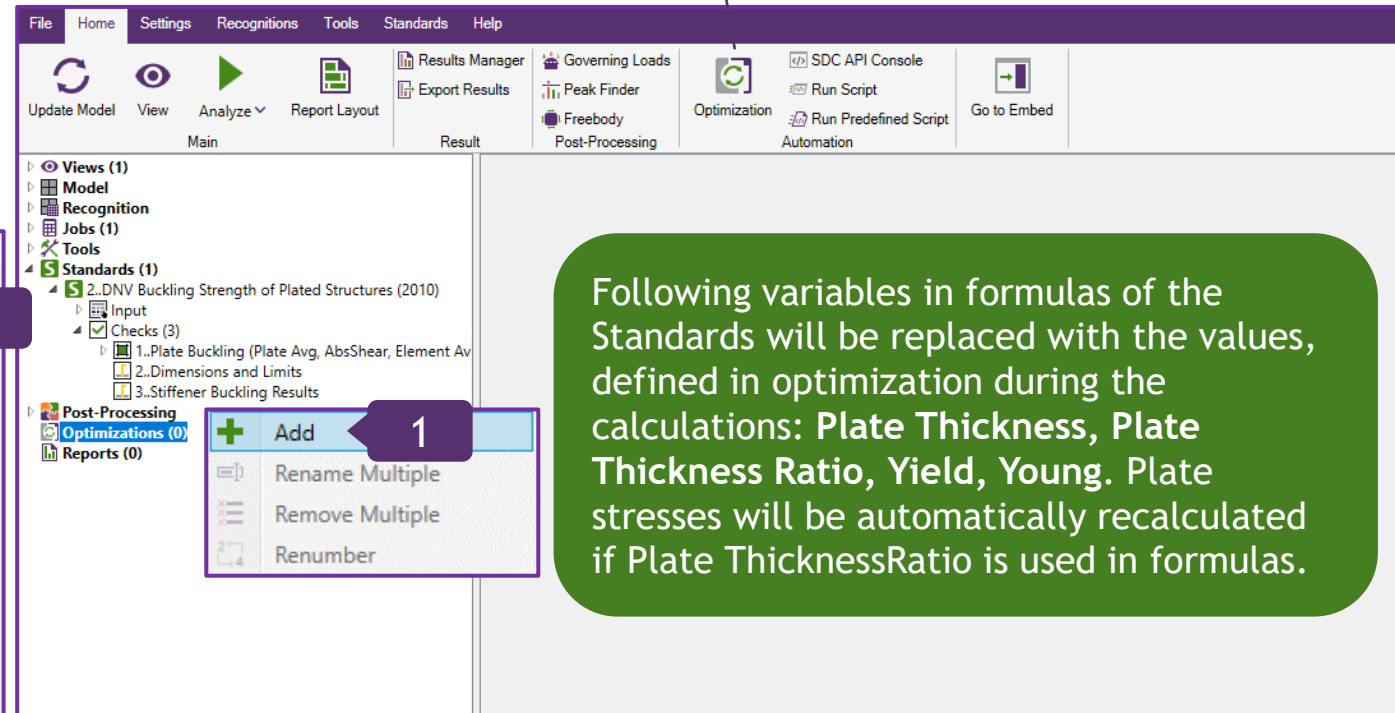 File Home Settings Recognitions Tools Standards Help
Update Model View Analyze Report Layout
Main
Results Manager
Export Results
Result
Governing Loads
Peak Finder
Freebody
Post-Processing
Optimization
SDC API Console
Run Script
Run Predefined Script
Automation
Go to Embed
Views (1)
Model
Recognition
Jobs (1)
Tools
Standards (1)
2..DNV Buckling Strength of Plated Structures (2010)
Input
Checks (3)
1..Plate Buckling (Plate Avg, AbsShear, Element Av
2..Dimensions and Limits
3..Stiffener Buckling Results
Post-Processing
Optimizations (0)
Reports (0)
Add 1
Rename Multiple
Remove Multiple
Renumber
Following variables in formulas of the
Standards will be replaced with the values,
defined in optimization during the
calculations: Plate Thickness, Plate
Thickness Ratio, Yield, Young. Plate
stresses will be automatically recalculated
if Plate ThicknessRatio is used in formulas.